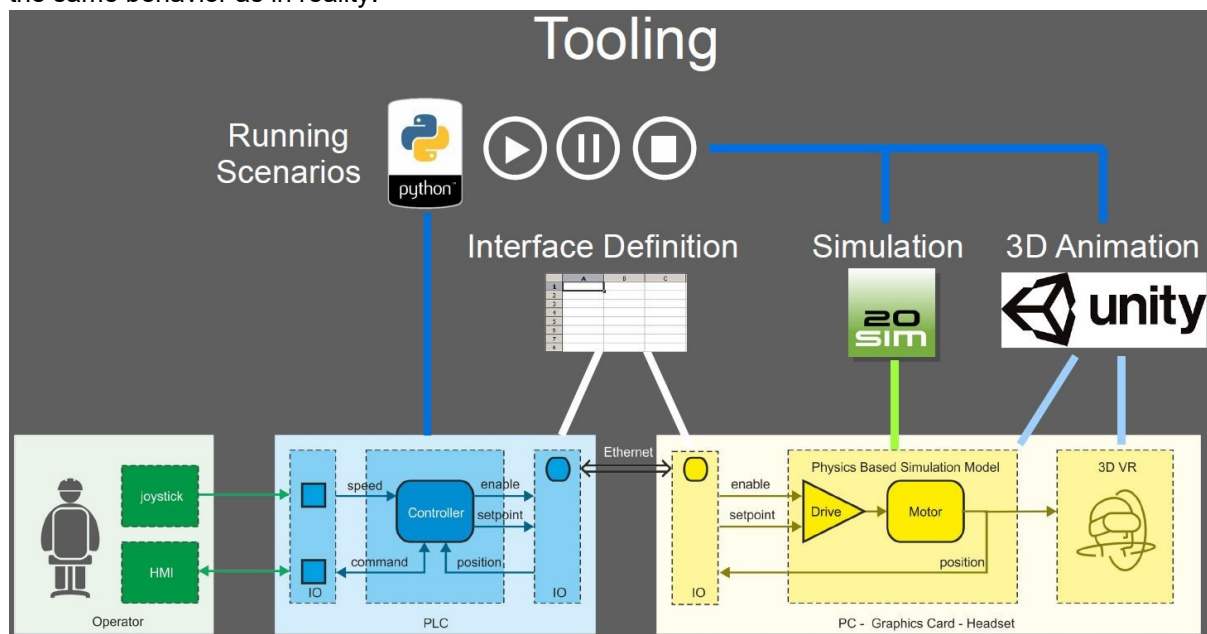 the same behavior as in reality.
Tooling
Running
Scenarios
python™
Interface Definition
A B C
1
2
3
4
5
6
7
8
Simulation
20
SIM
3D Animation
unity
joystick
HMI
Operator
speed
command
IO
Controller
enable
setpoint
position
IO
PLC
Ethernet
IO
enable
setpoint
Physics Based Simulation Model
Drive
Motor
position
3D VR
PC - Graphics Card - Headset